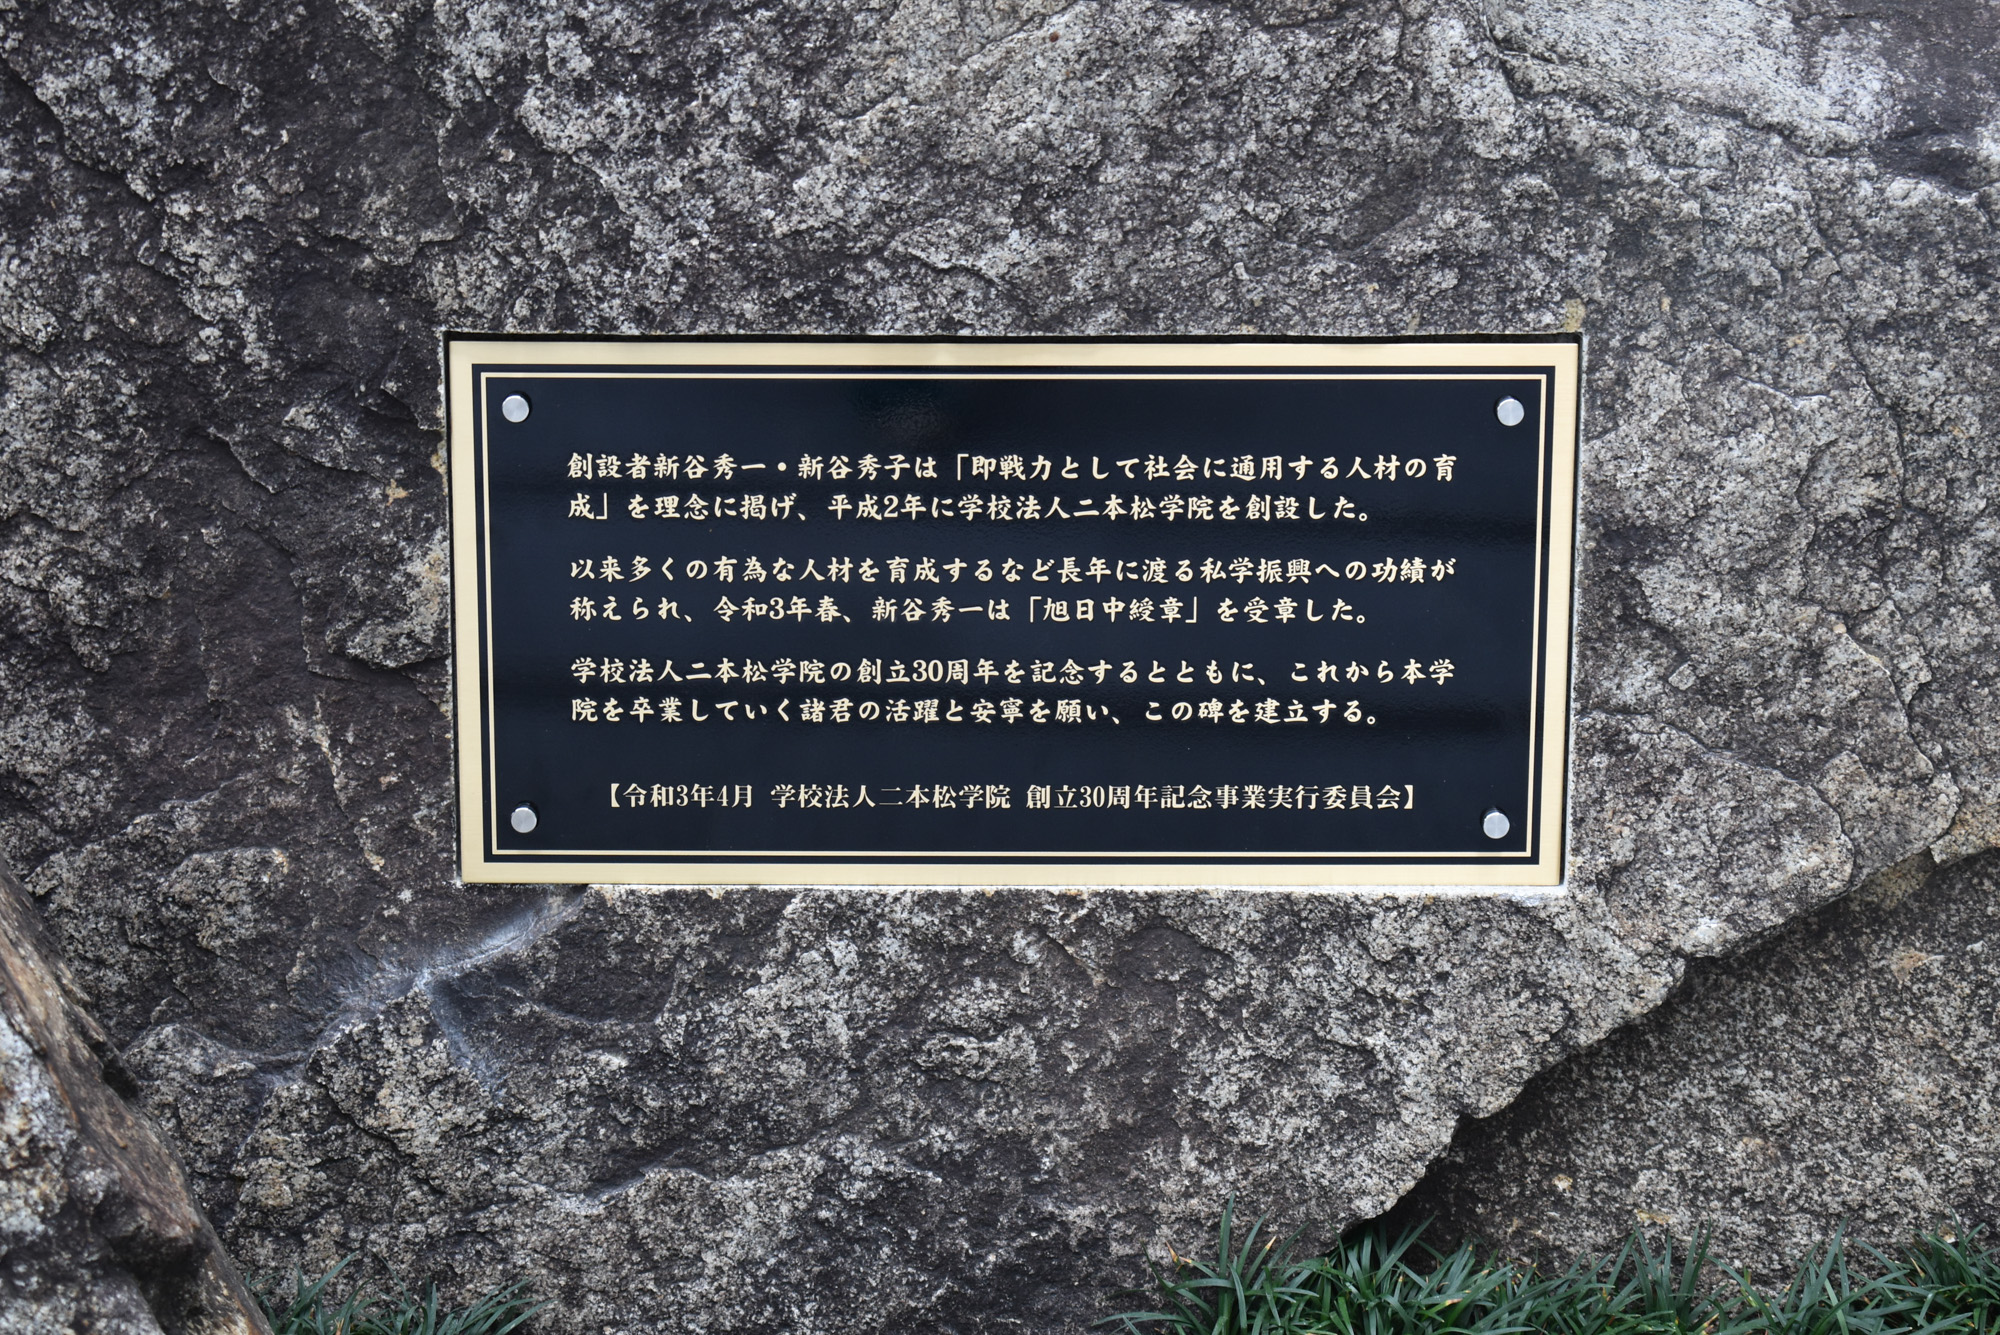 創設者新谷秀一・新谷秀子は「即戦力として社会に通用する人材の育
成」を理念に掲げ、平成2年に学校法人二本松学院を創設した。
以来多くの有為な人材を育成するなど長年に渡る私学振興への功績が
称えられ、令和3年春、新谷秀一は「旭日中綬章」を受章した。
学校法人二本松学院の創立30周年を記念するとともに、これから本学
院を卒業していく諸君の活躍と安寧を願い、この碑を建立する。
【令和3年4月 学校法人二本松学院 創立30周年記念事業実行委員会】